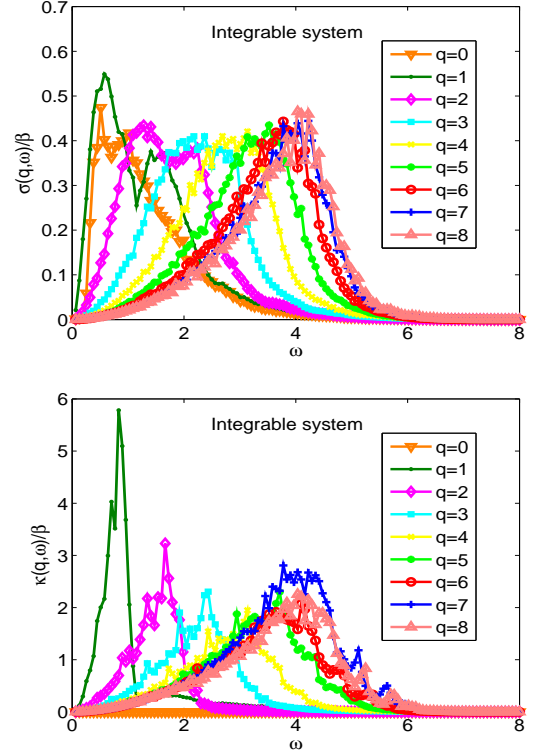 0.7
Integrable system
0.6
q=0
q=1
0.5
q=2
q=3
0.4
q=4
σ(q,ω)/β
q=5
0.3
q=6
q=7
0.2
q=8
0.1
0
0 2 4 6 8
ω
6
Integrable system
5
q=0
q=1
4
q=2
q=3
κ(q,ω)/β
3
q=4
q=5
q=6
2
q=7
q=8
1
0
0 2 4 6 8
ω